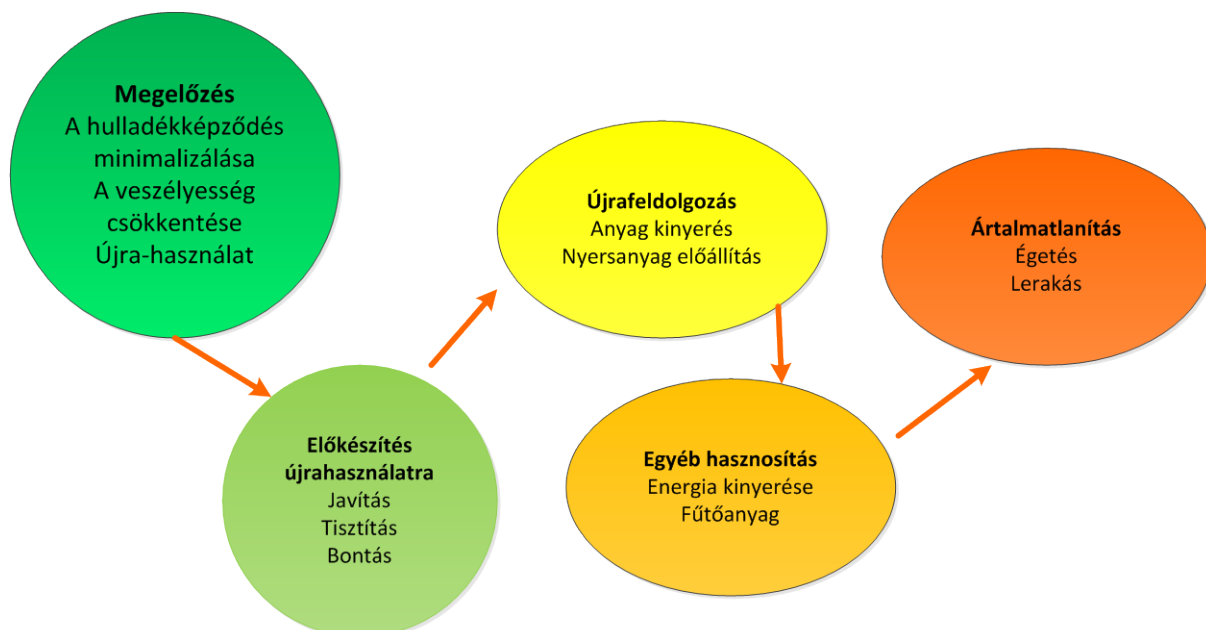 Megelőzés
A hulladékképződés
minimalizálása
A veszélyesség
csökkentése
Újra-használat
Előkészítés
újrahasználatra
Javítás
Tisztítás
Bontás
Újrafeldolgozás
Anyag kinyerés
Nyersanyag előállítás
Egyéb hasznosítás
Energia kinyerése
Fűtőanyag
Ártalmatlanítás
Égetés
Lerakás